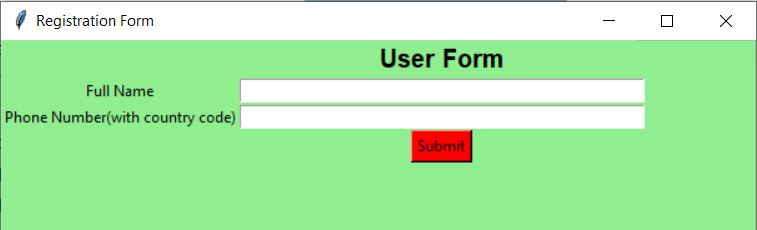 Registration Form
User Form
Full Name
Phone Number(with country code)
Submit